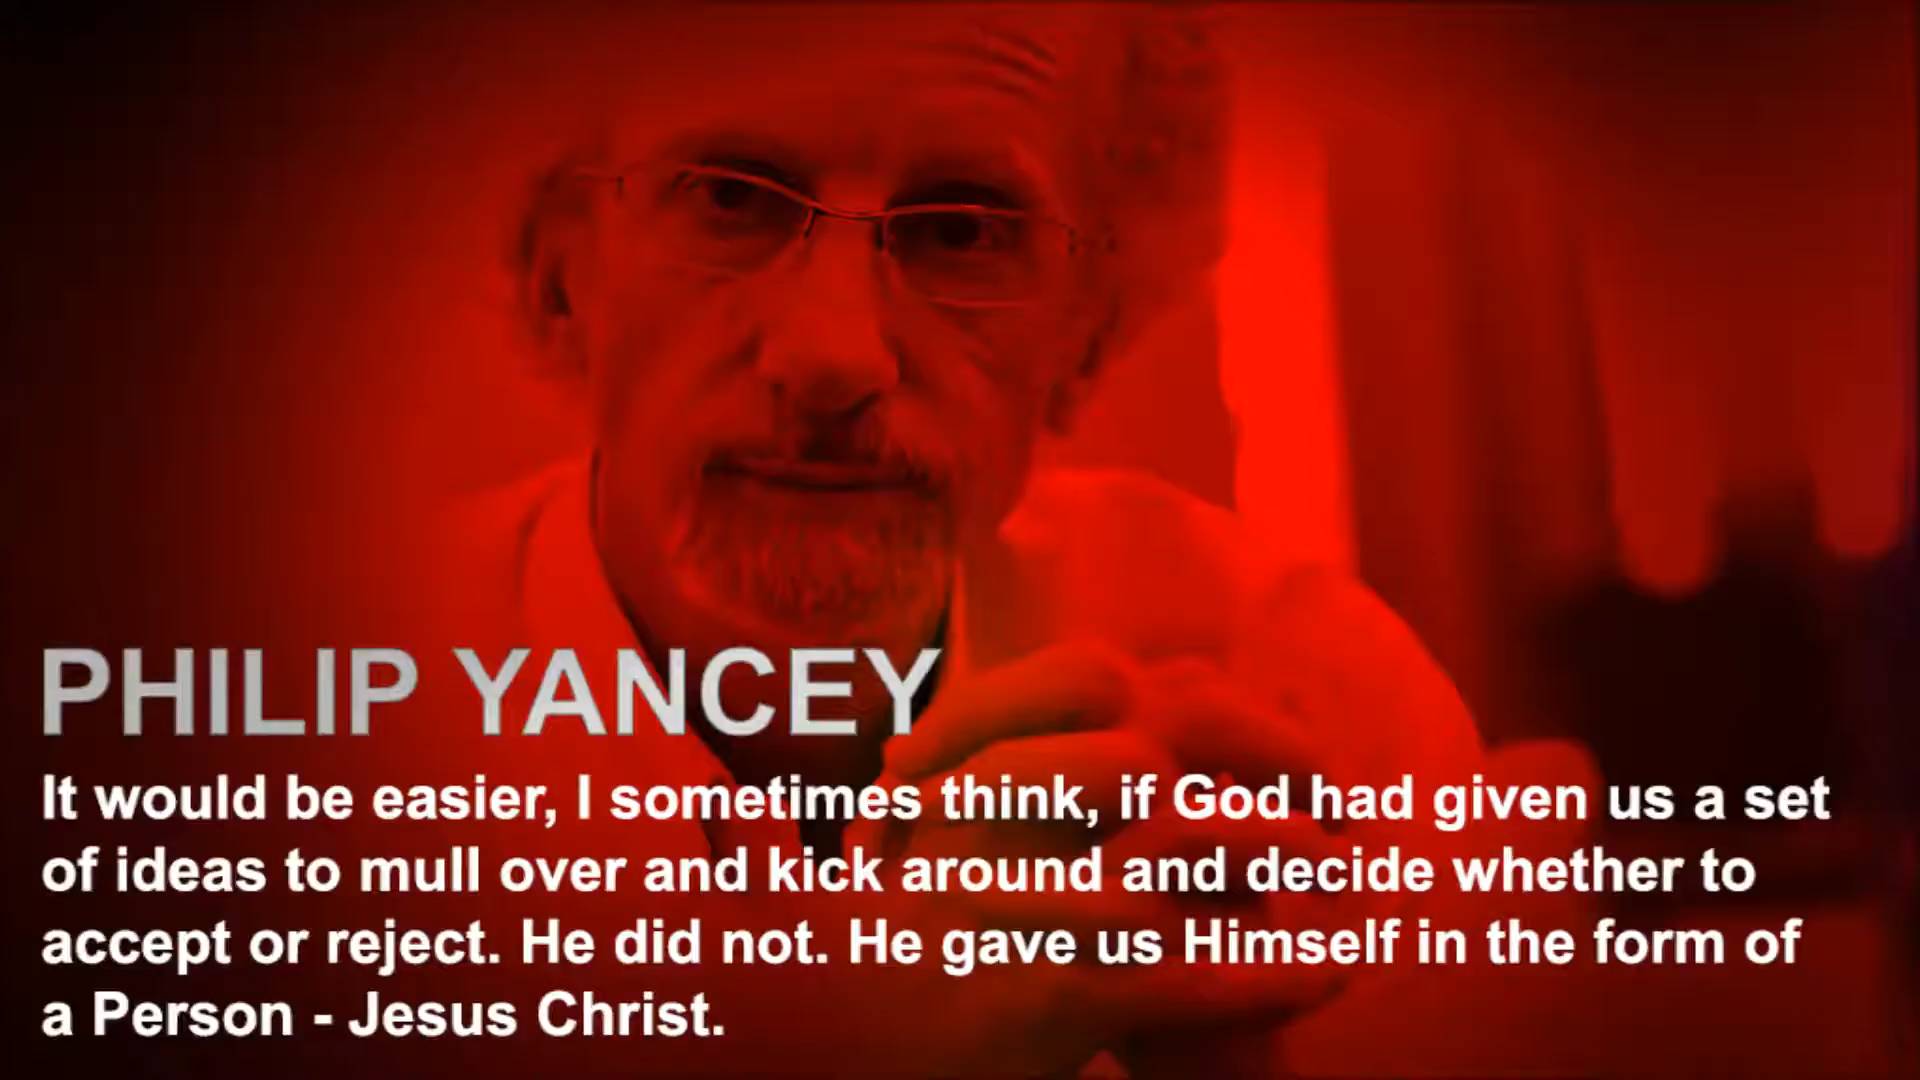 PHILIP YANCEY
It would be easier, I sometimes think, if God had given us a set
of ideas to mull over and kick around and decide whether to
accept or reject. He did not. He gave us Himself in the form of
a Person - Jesus Christ.